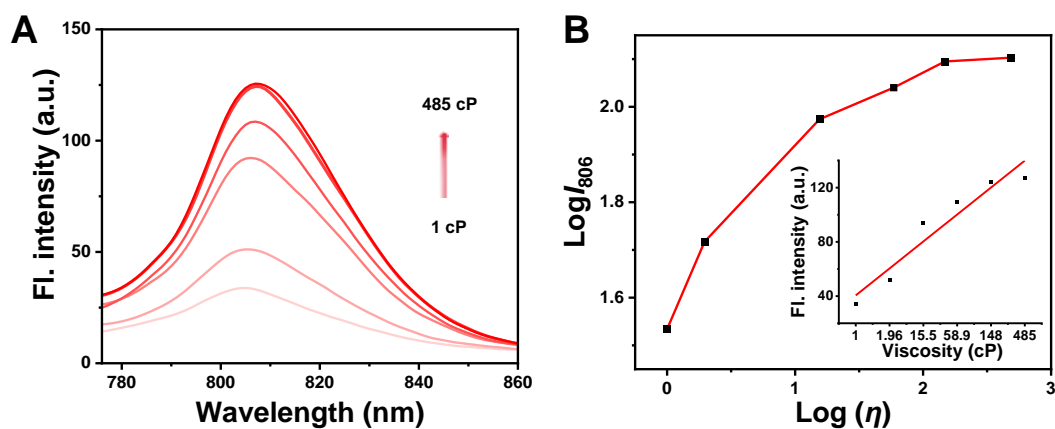 A
150
100
50
0
Fl. intensity (a.u.)
485 cP
1 cP
780
800
820
840
860
Wavelength (nm)
B
2.0
1.8
1.6
LogI806
0
1
2
3
Log (η)
120
80
40
Fl. intensity (a.u.)
1
1.96
15.5
58.9
148
485
Viscosity (cP)